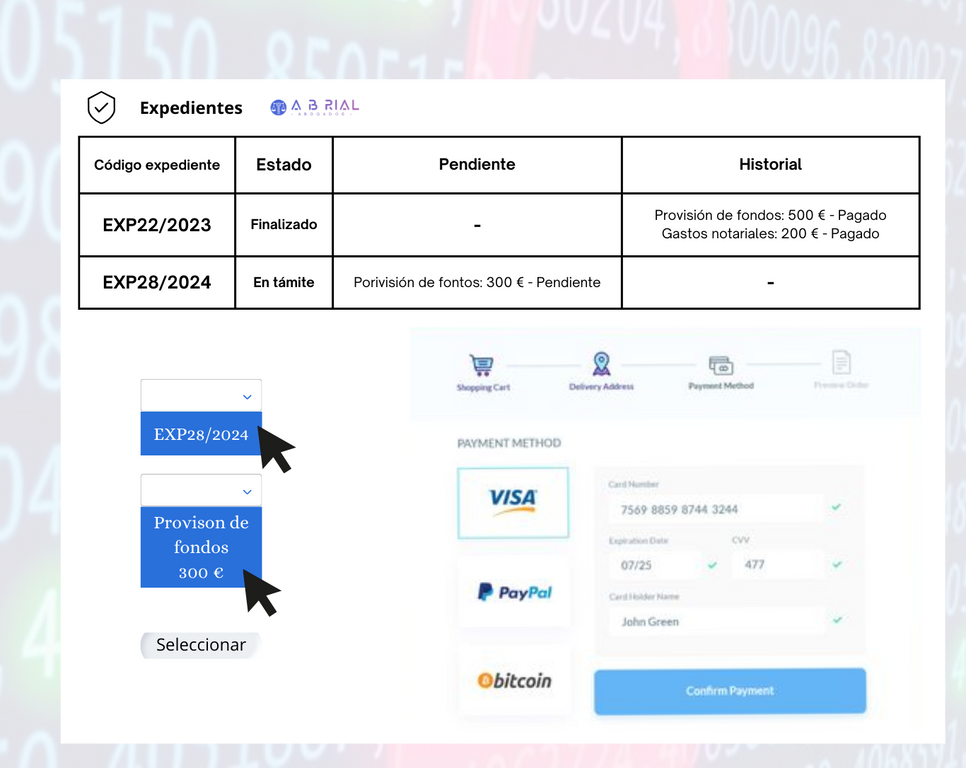 Expedientes
A B RIAL
- ABOGADOS -
Código expediente
Estado
Pendiente
Historial
EXP22/2023
Finalizado
-
Provisión de fondos: 500 € - Pagado
Gastos notariales: 200 € - Pagado
EXP28/2024
En támite
Porivisión de fontos: 300 € - Pendiente
-
EXP28/2024
Provison de
fondos
300 €
Seleccionar
Shopping Cart
Delivery Address
Payment Method
Preview Order
PAYMENT METHOD
VISA
PayPal
bitcoin
Card Number
7569 8859 8744 3244
Expiration Date
CVV
07/25
477
Card Holder Name
John Green
Confirm Payment